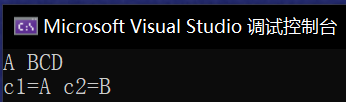 Microsoft Visual Studio 调试控制台
A BCD
c1=A c2=B